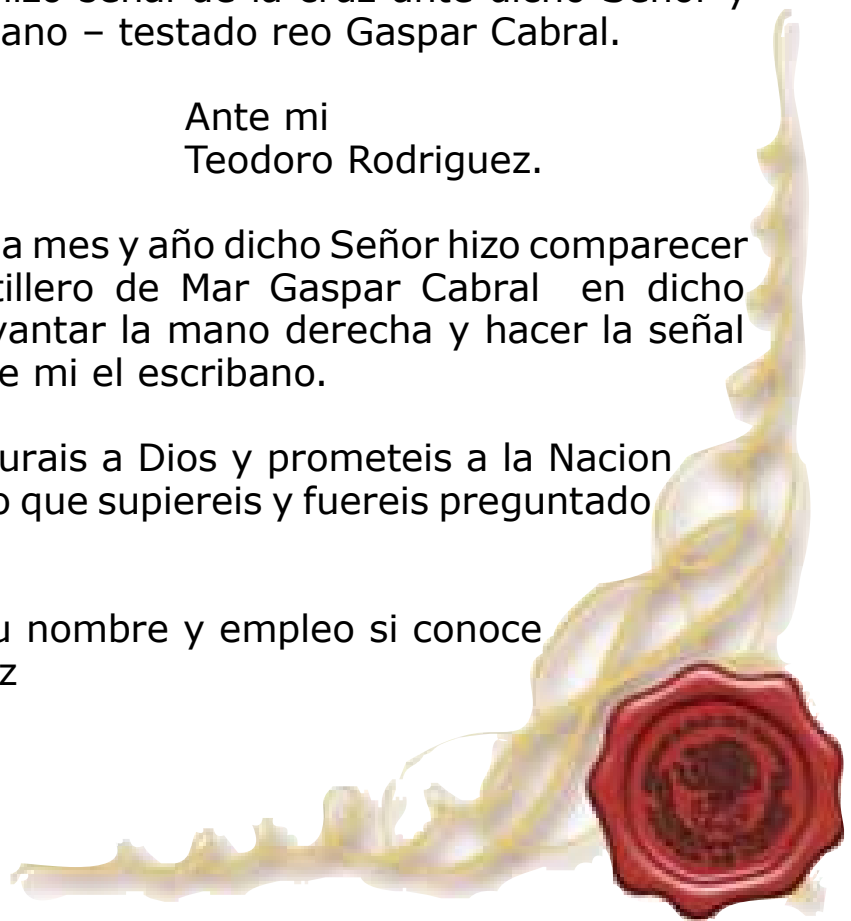 ano – testado reo Gaspar Cabral.
Ante mi
Teodoro Rodriguez.
a mes y año dicho Señor hizo comparecer
tillero de Mar Gaspar Cabral en dicho
vantar la mano derecha y hacer la señal
e mi el escribano.
urais a Dios y prometeis a la Nacion
o que supiereis y fuereis preguntado
u nombre y empleo si conoce
z